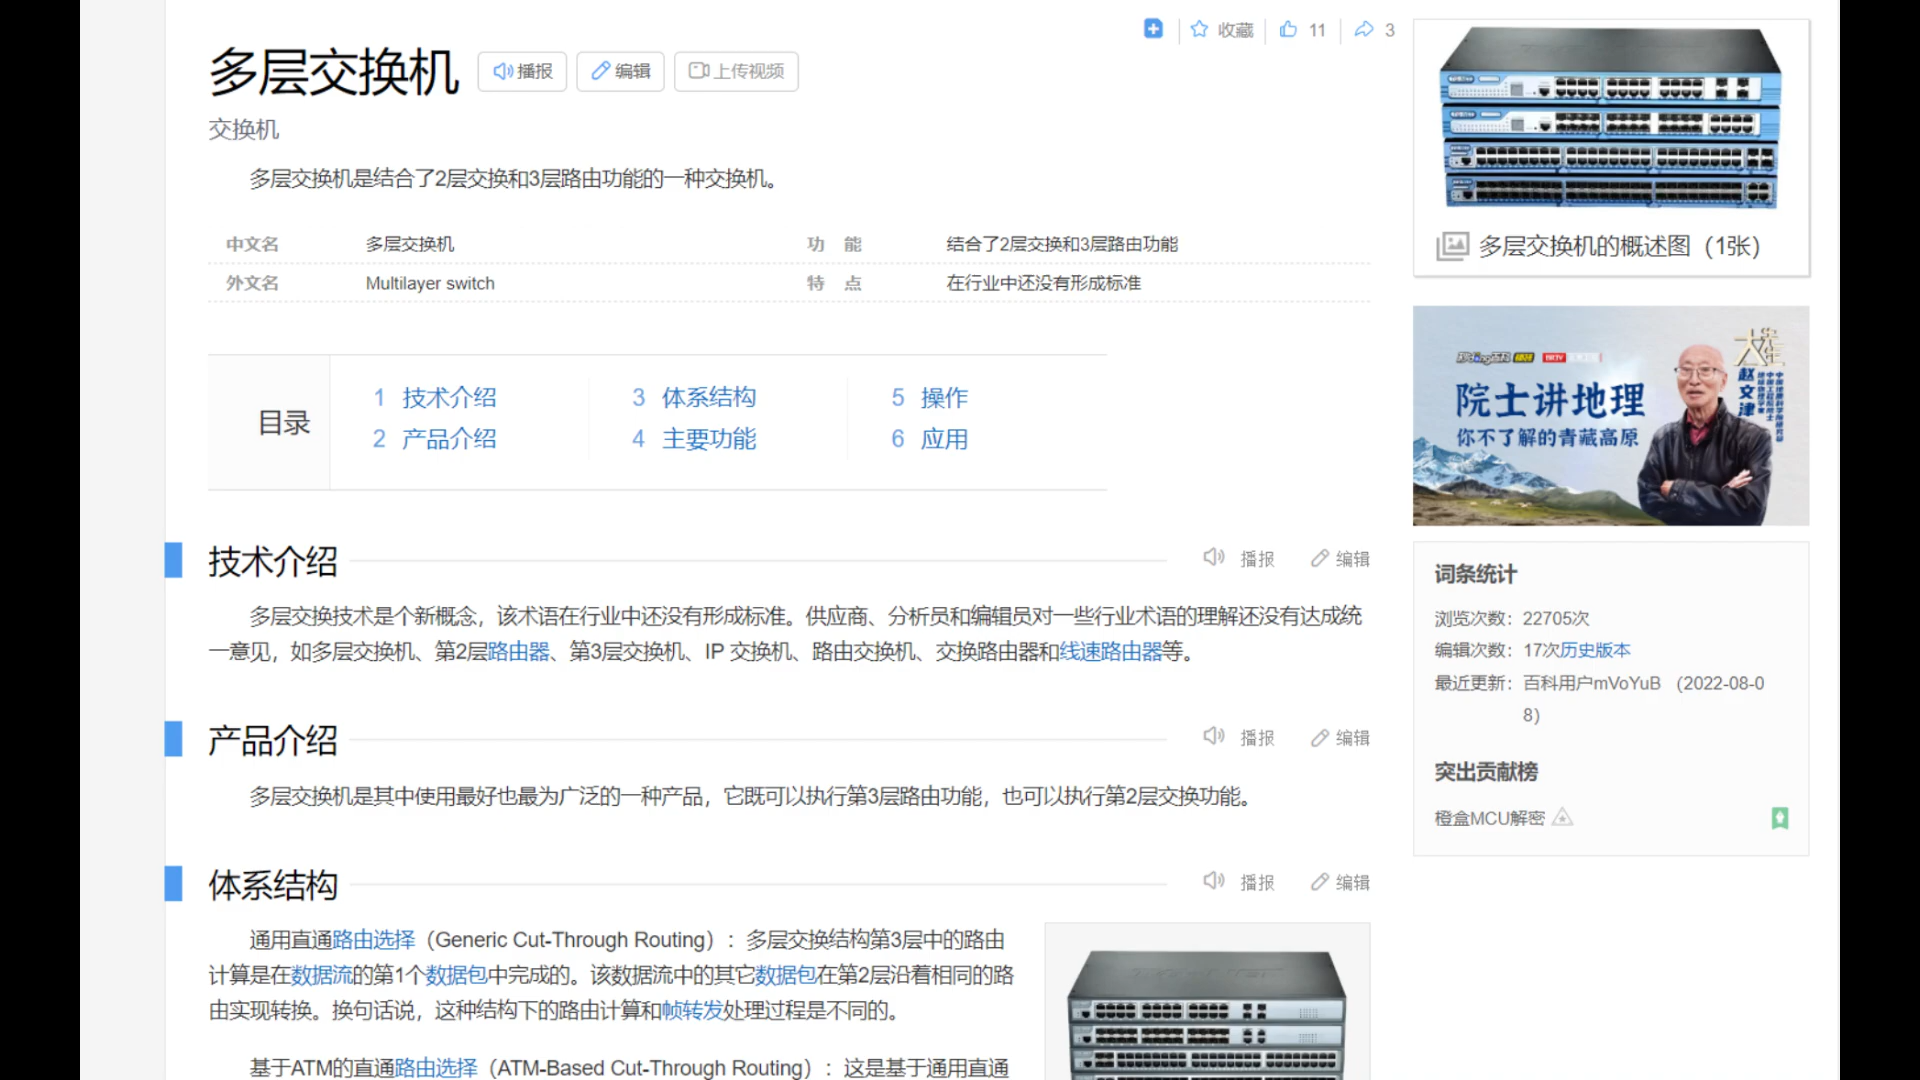 收藏 11 3
多层交换机 播报 编辑 上传视频
交换机
多层交换机是结合了2层交换和3层路由功能的一种交换机。
中文名 多层交换机 功 能 结合了2层交换和3层路由功能
外文名 Multilayer switch 特 点 在行业中还没有形成标准
目录
1 技术介绍
2 产品介绍
3 体系结构
4 主要功能
5 操作
6 应用
技术介绍 播报 编辑
多层交换技术是个新概念，该术语在行业中还没有形成标准。供应商、分析员和编辑员对一些行业术语的理解还没有达成统
一意见，如多层交换机、第2层路由器、第3层交换机、IP 交换机、路由交换机、交换路由器和线速路由器等。
产品介绍 播报 编辑
多层交换机是其中使用最好也最为广泛的一种产品，它既可以执行第3层路由功能，也可以执行第2层交换功能。
体系结构 播报 编辑
通用直通路由选择（Generic Cut-Through Routing）：多层交换结构第3层中的路由
计算是在数据流的第1个数据包中完成的。该数据流中的其它数据包在第2层沿着相同的路
由实现转换。换句话说，这种结构下的路由计算和帧转发处理过程是不同的。
基于ATM的直通路由选择（ATM-Based Cut-Through Routing）：这是基于通用直通
多层交换机的概述图（1张）
院士讲地理
你不了解的青藏高原
赵文津
词条统计
浏览次数：22705次
编辑次数：17次历史版本
最近更新：百科用户mVoYuB （2022-08-0
8)
突出贡献榜
橙盒MCU解密